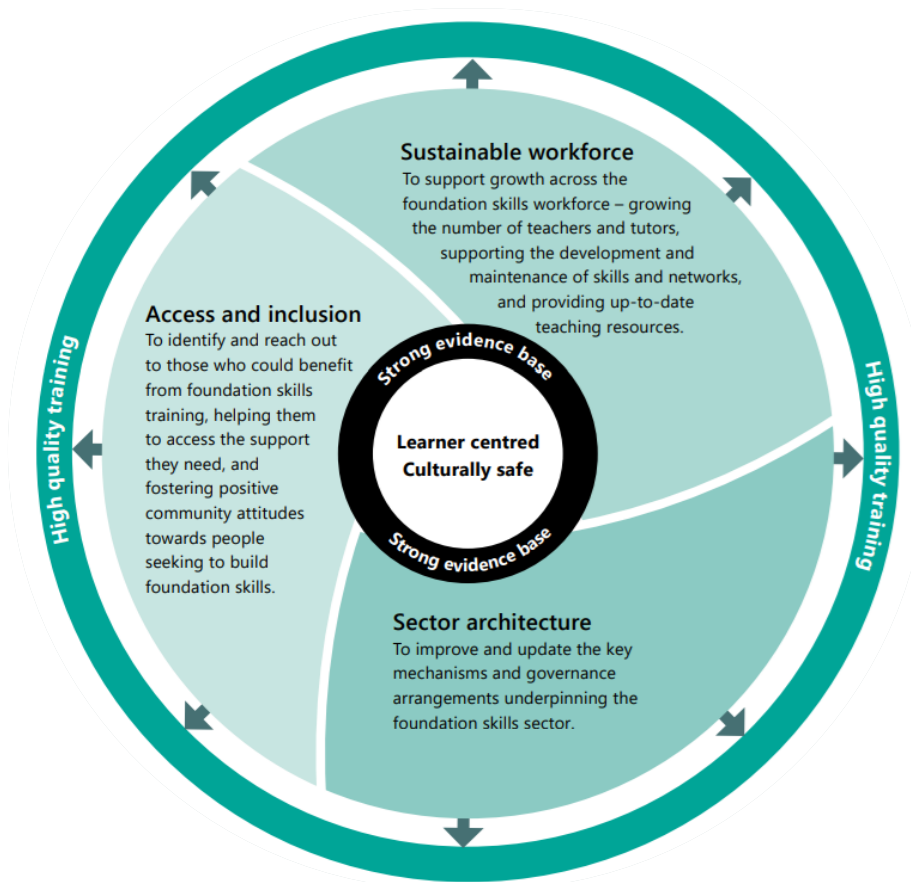 Sustainable workforce
To support growth across the
foundation skills workforce – growing
the number of teachers and tutors,
supporting the development and
maintenance of skills and networks,
and providing up-to-date
teaching resources.
Access and inclusion
To identify and reach out
to those who could benefit
from foundation skills
training, helping them
to access the support
they need, and
fostering positive
community attitudes
towards people
seeking to build
foundation skills.
Strong evidence base
Learner centred
Culturally safe
Strong evidence base
High quality training
High quality training
Sector architecture
To improve and update the key
mechanisms and governance
arrangements underpinning the
foundation skills sector.